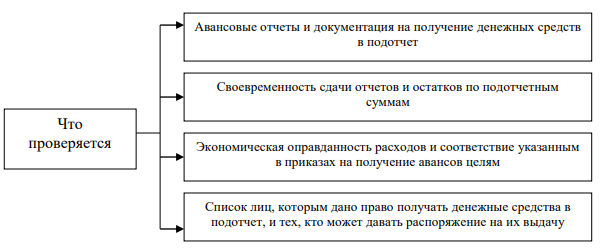 Что
проверяется
Авансовые отчеты и документация на получение денежных средств
в подотчет
Своевременность сдачи отчетов и остатков по подотчетным
суммам
Экономическая оправданность расходов и соответствие указанным
в приказах на получение авансов целям
Список лиц, которым дано право получать денежные средства в
подотчет, и тех, кто может давать распоряжение на их выдачу